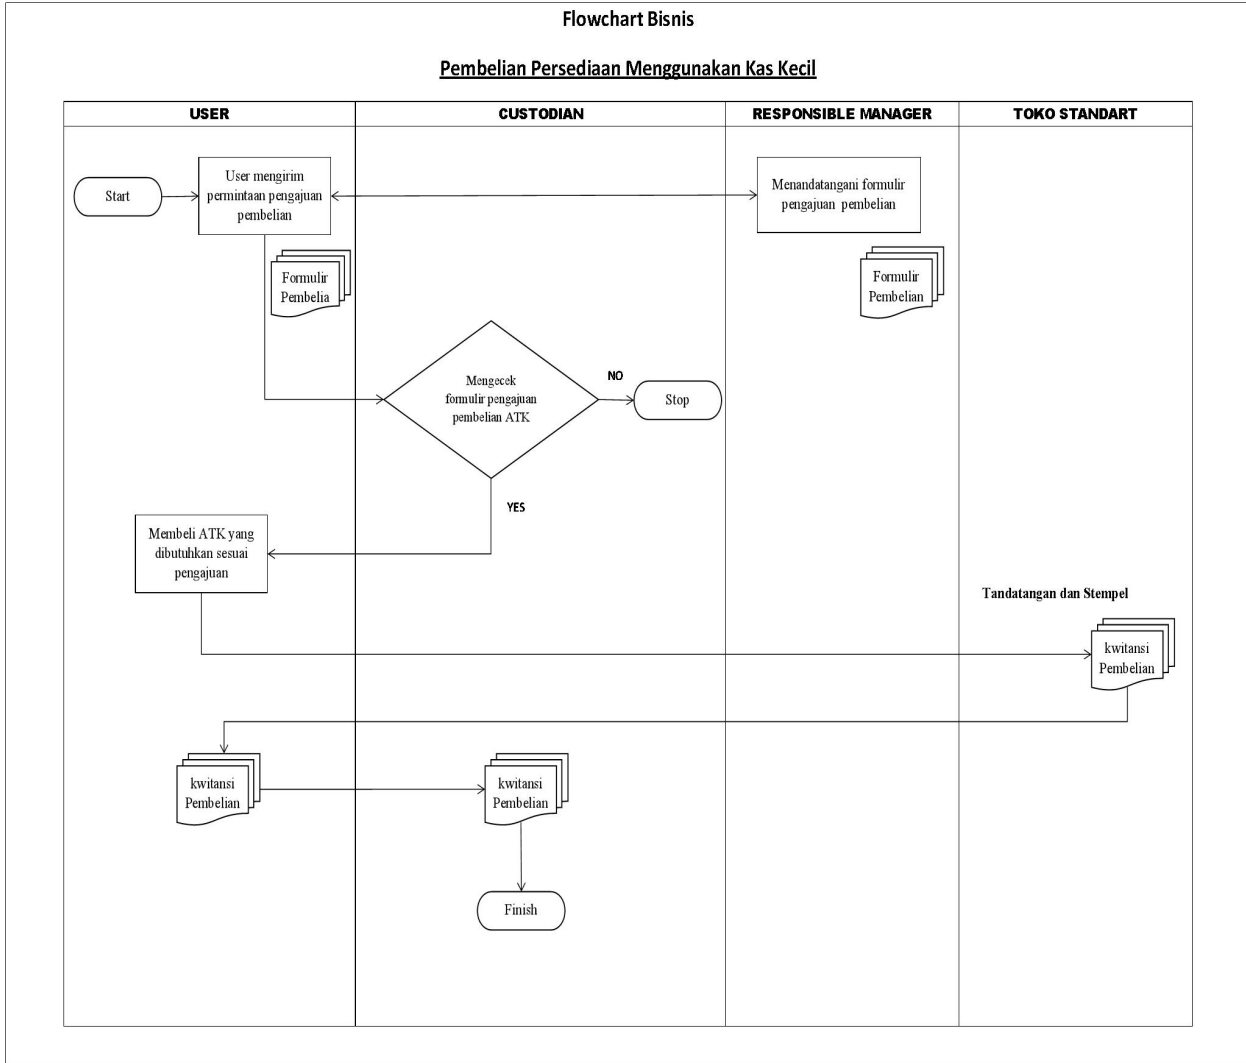 Flowchart Bisnis
Pembelian Persediaan Menggunakan Kas Kecil
USER
CUSTODIAN
RESPONSIBLE MANAGER
TOKO STANDART
Start
User mengirim
permintaan pengajuan
pembelian
Menandatangani formulir
pengajuan pembelian
Formulir
Pembelia
Formulir
Pembelian
Mengecek
formulir pengajuan
pembelian ATK
NO
Stop
YES
Membeli ATK yang
dibutuhkan sesuai
pengajuan
Tandatangan dan Stempel
kwitansi
Pembelian
kwitansi
Pembelian
kwitansi
Pembelian
Finish